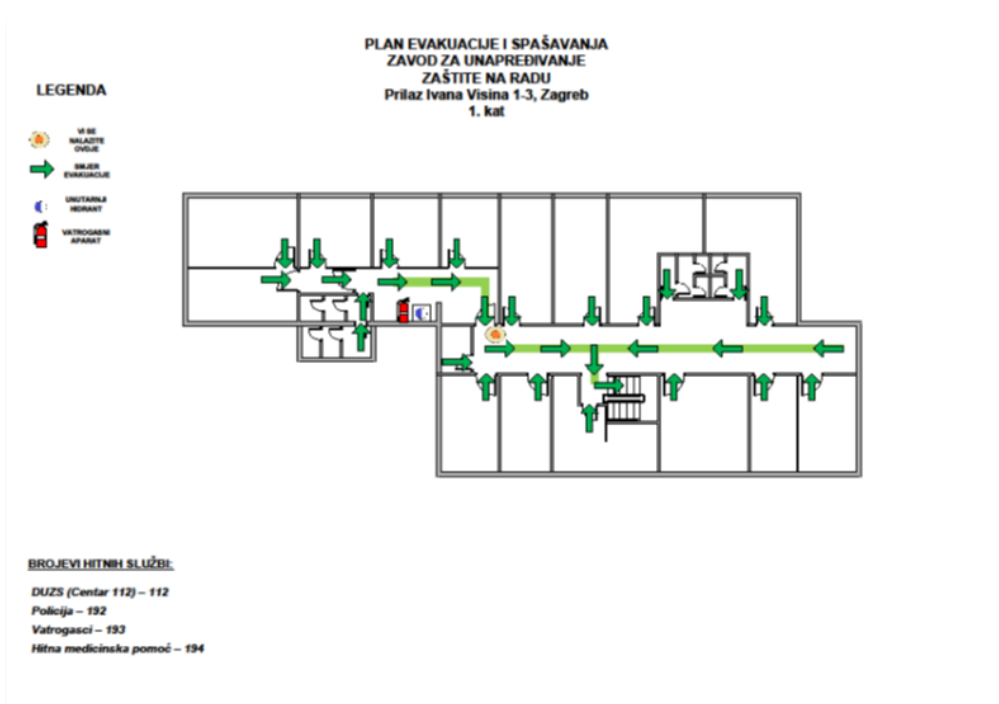 PLAN EVAKUACIJE I SPAŠAVANJA
ZAVOD ZA UNAPREĐIVANJE
ZAŠTITE NA RADU
Prilaz Ivana Visina 1-3, Zagreb
1. kat
LEGENDA
VI SE
NALAZITE
OVDJE
SMJER
EVAKUACIJE
UNUTARNJI
HIDRANT
VATROGASNI
APARAT
BROJEVI HITNIH SLUŽBI:
DUZS (Centar 112) – 112
Policija – 192
Vatrogasci – 193
Hitna medicinska pomoć – 194